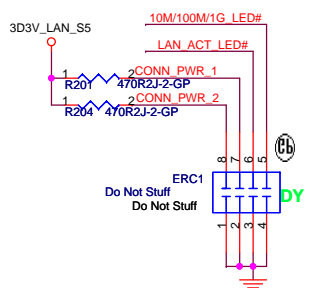 10M/100M/1G_LED#
3D3V_LAN_S5
LAN_ACT_LED#
1 2 CONN_PWR_1
R201 470R2J-2-GP
1 2 CONN_PWR_2
R204 470R2J-2-GP
8 7 6 5
ERC1
Do Not Stuff
Do Not Stuff
DY
1 2 3 4